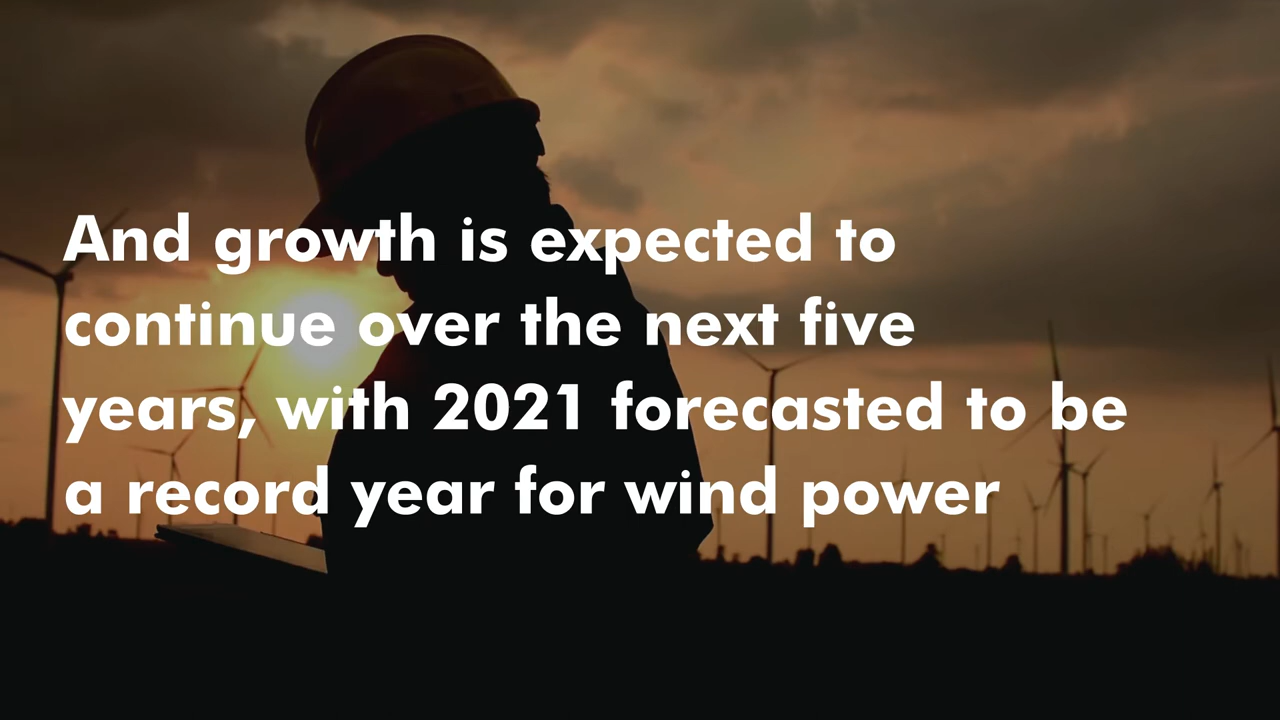 And growth is expected to
continue over the next five
years, with 2021 forecasted to be
a record year for wind power